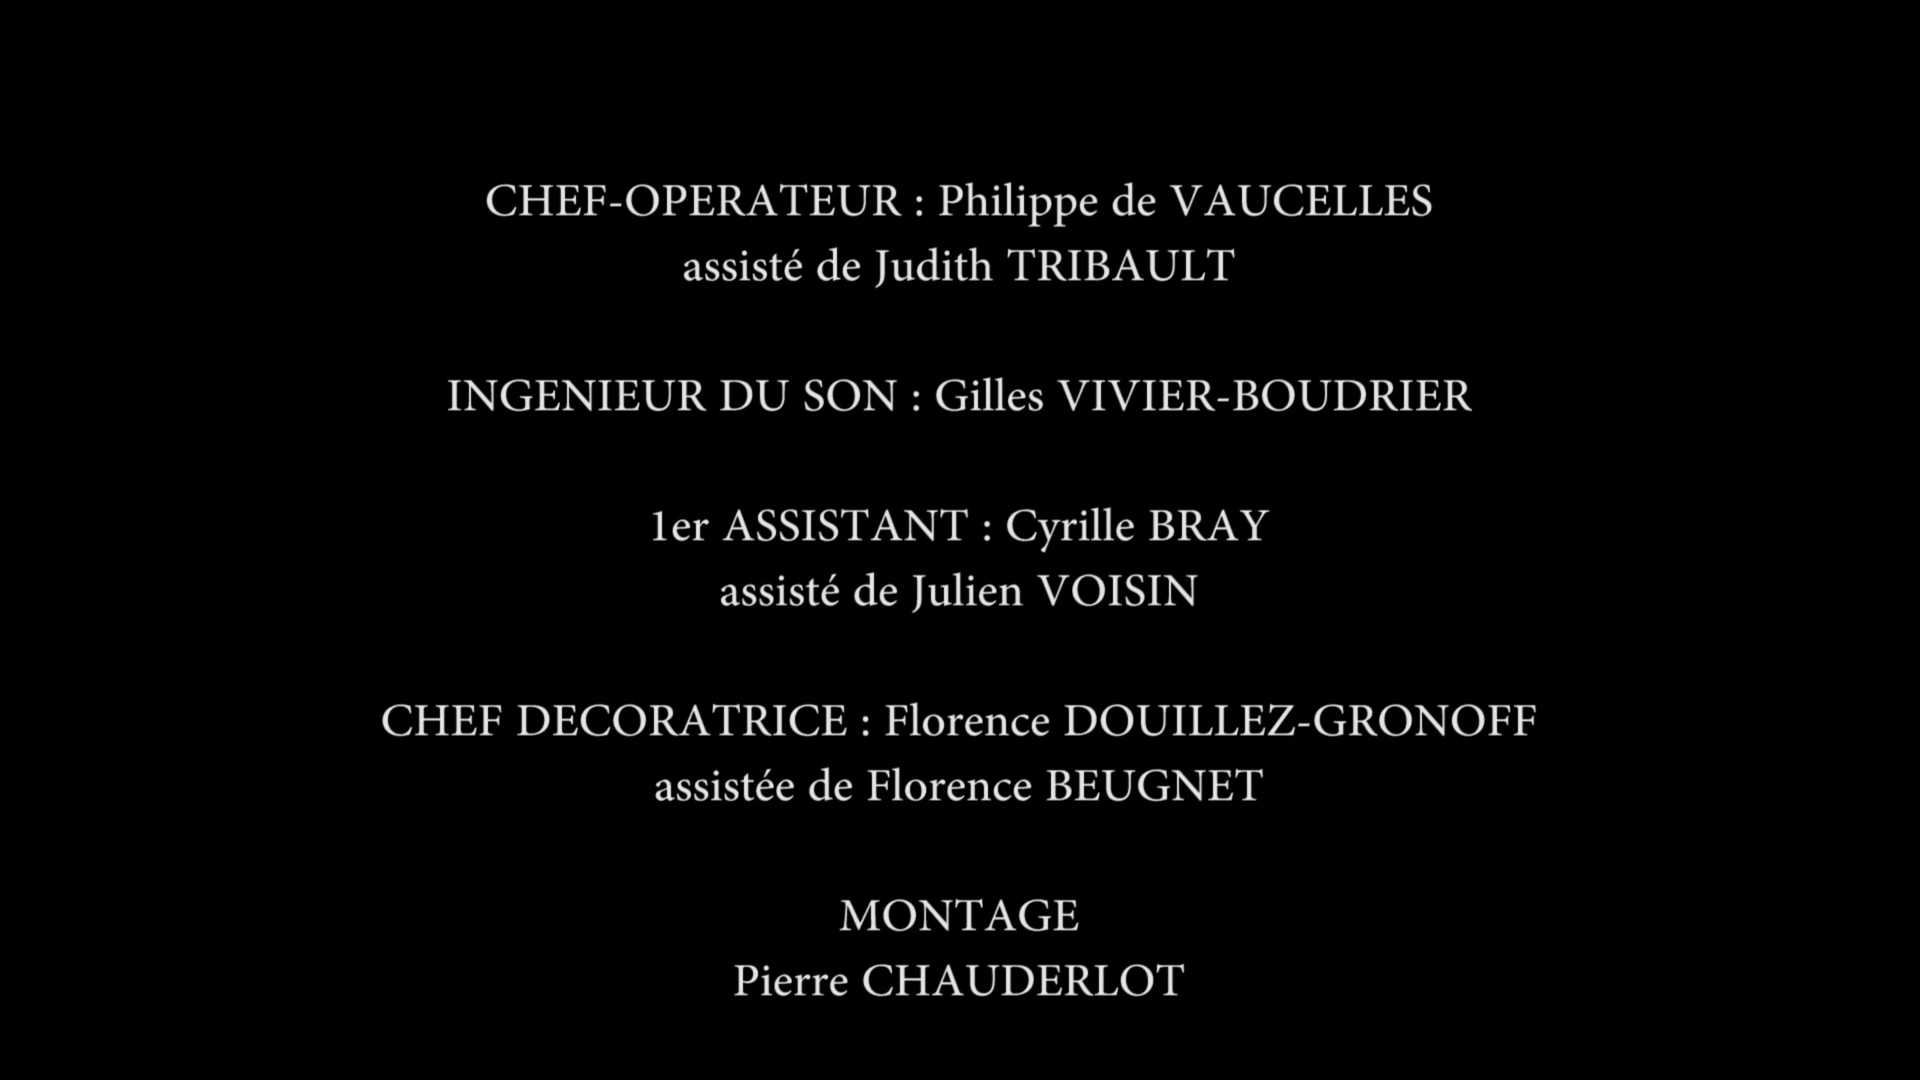 CHEF-OPERATEUR : Philippe de VAUCELLES
assisté de Judith TRIBAULT
INGENIEUR DU SON : Gilles VIVIER-BOUDRIER
1er ASSISTANT : Cyrille BRAY
assisté de Julien VOISIN
CHEF DECORATRICE : Florence DOUILLEZ-GRONOFF
assistée de Florence BEUGNET
MONTAGE
Pierre CHAUDERLOT